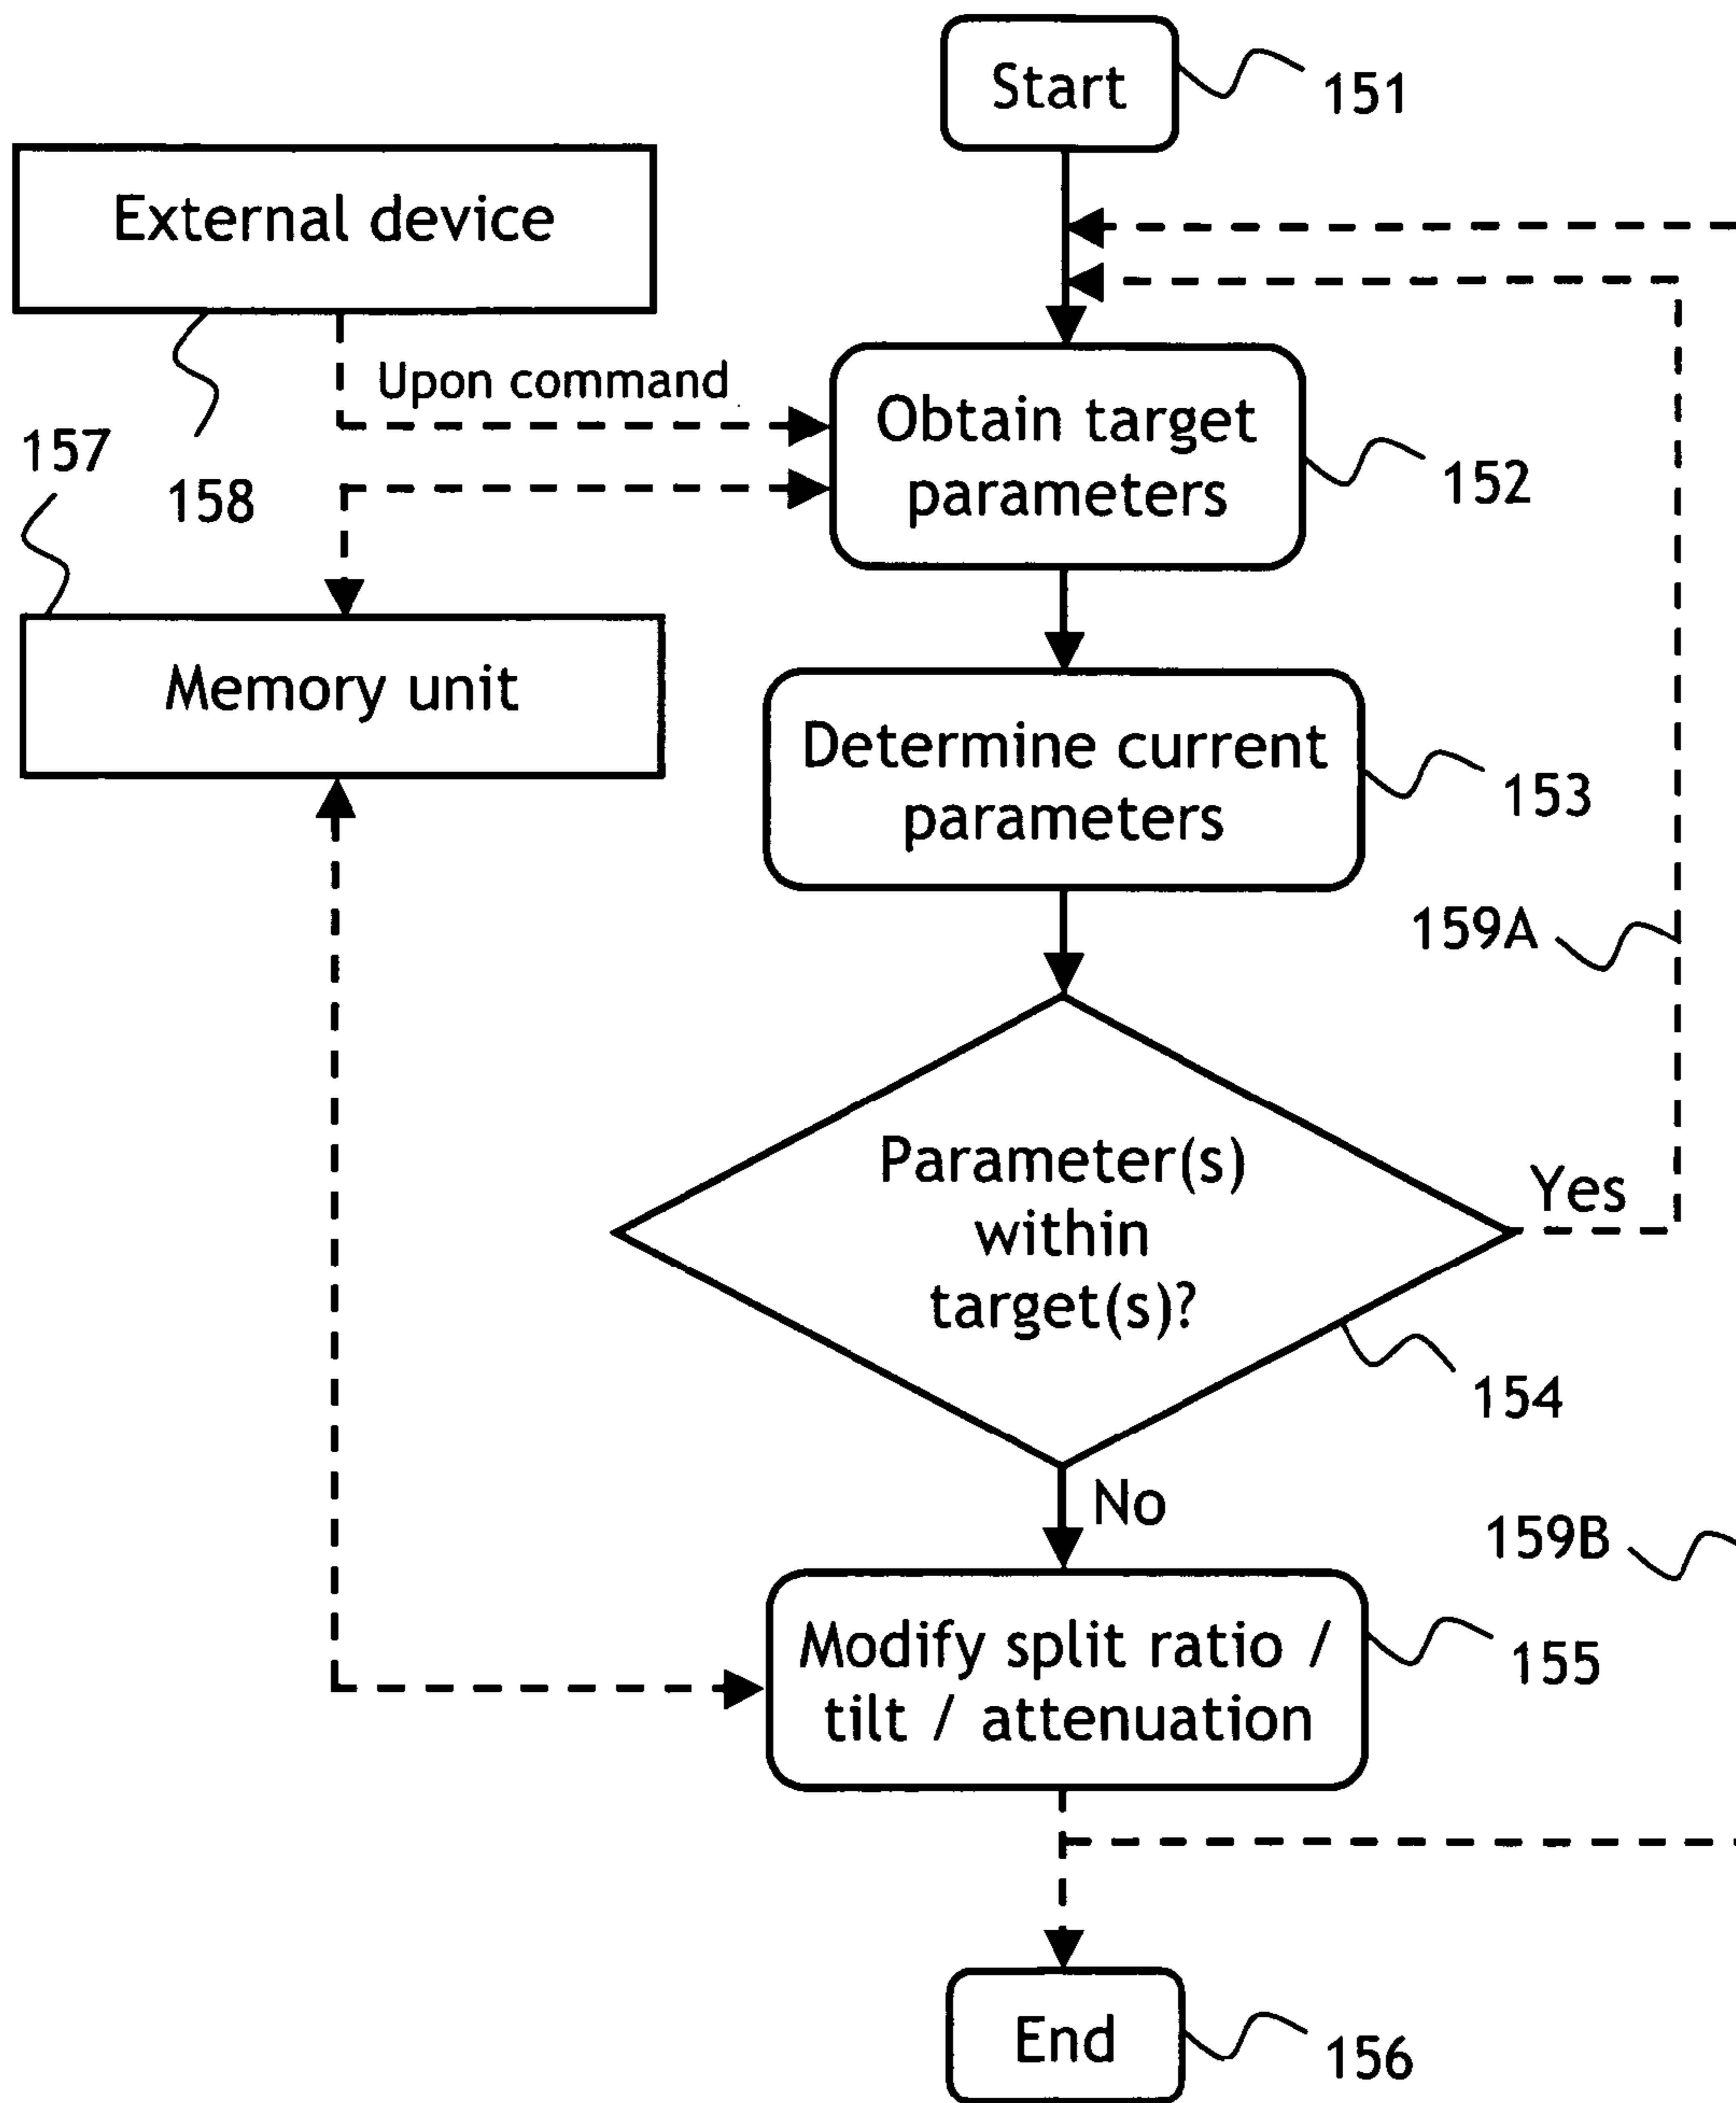 Start
151
External device
Upon command
157
158
Obtain target
parameters
152
Memory unit
Determine current
parameters
153
159A
Parameter(s)
within
target(s)?
Yes
154
No
159B
Modify split ratio /
tilt / attenuation
155
End
156